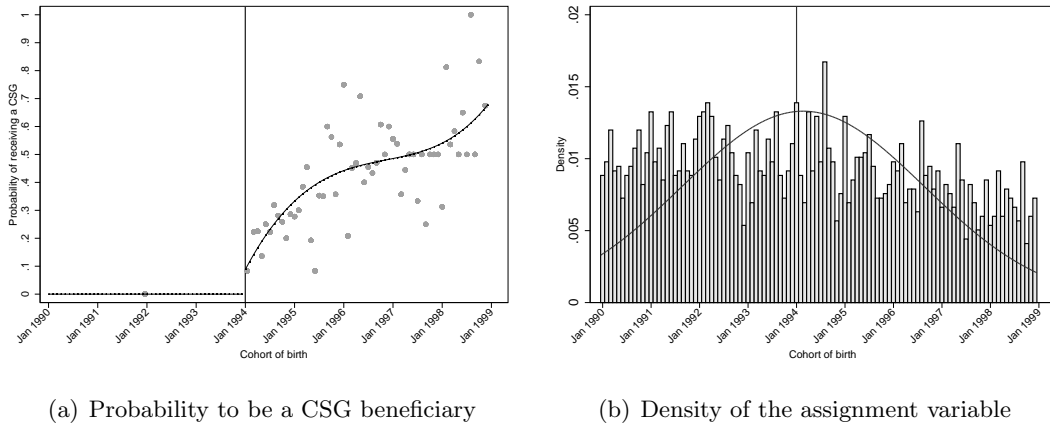 Probability of receiving a CSG
1
.9
.8
.7
.6
.5
.4
.3
.2
.1
0
Jan 1990
Jan 1991
Jan 1992
Jan 1993
Jan 1994
Jan 1995
Jan 1996
Jan 1997
Jan 1998
Jan 1999
Cohort of birth
(a) Probability to be a CSG beneficiary
Density
.02
.015
.01
.005
0
Jan 1990
Jan 1991
Jan 1992
Jan 1993
Jan 1994
Jan 1995
Jan 1996
Jan 1997
Jan 1998
Jan 1999
Cohort of birth
(b) Density of the assignment variable